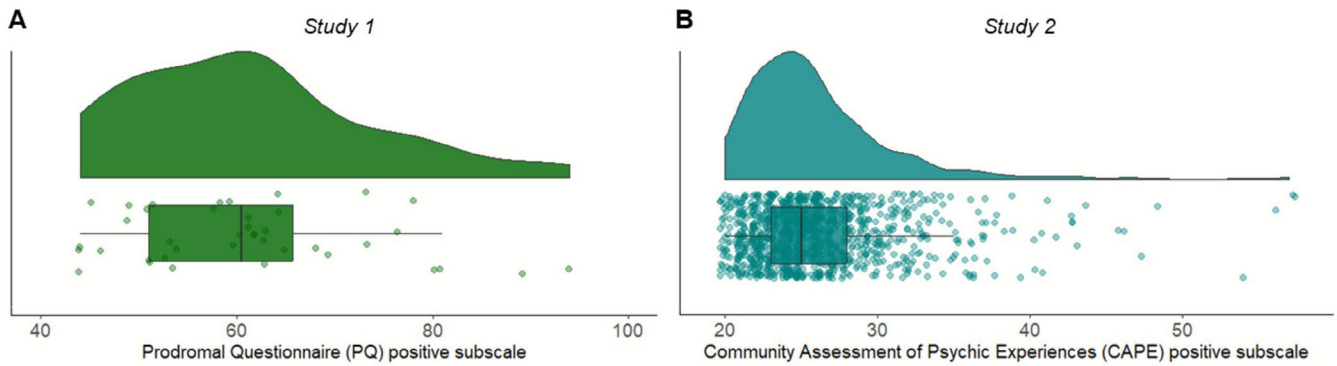 A
Study 1
40 60 80 100
Prodromal Questionnaire (PQ) positive subscale
B
Study 2
20 30 40 50
Community Assessment of Psychic Experiences (CAPE) positive subscale